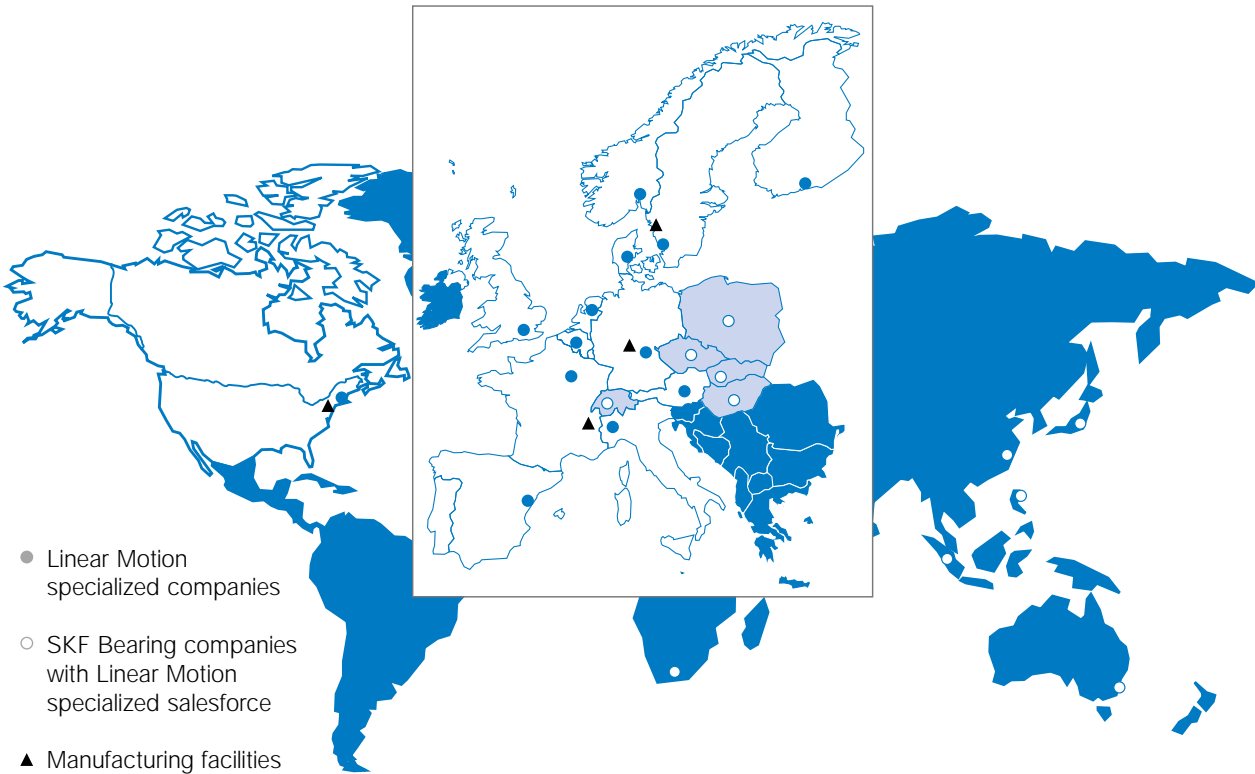 Linear Motion
specialized companies
SKF Bearing companies
with Linear Motion
specialized salesforce
Manufacturing facilities